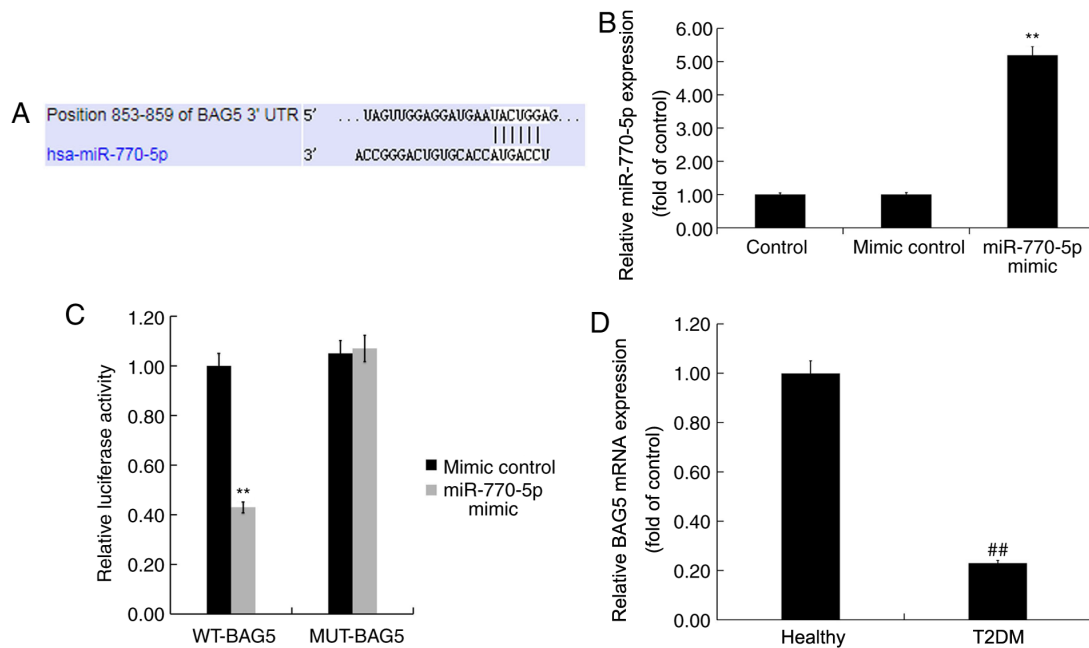 A
Position 853-859 of BAG5 3' UTR 5' ...UAGUUGGAGGAUGAAUACUGGAG...
hsa-miR-770-5p 3' ACCGGGACUGUGCACCAUGACCU
B
Relative miR-770-5p expression
(fold of control)
6.00
5.00
4.00
3.00
2.00
1.00
0.00
**
Control
Mimic control
miR-770-5p
mimic
C
Relative luciferase activity
1.20
1.00
0.80
0.60
0.40
0.20
0.00
**
WT-BAG5
MUT-BAG5
Mimic control
miR-770-5p
mimic
D
Relative BAG5 mRNA expression
(fold of control)
1.20
1.00
0.80
0.60
0.40
0.20
0.00
##
Healthy
T2DM